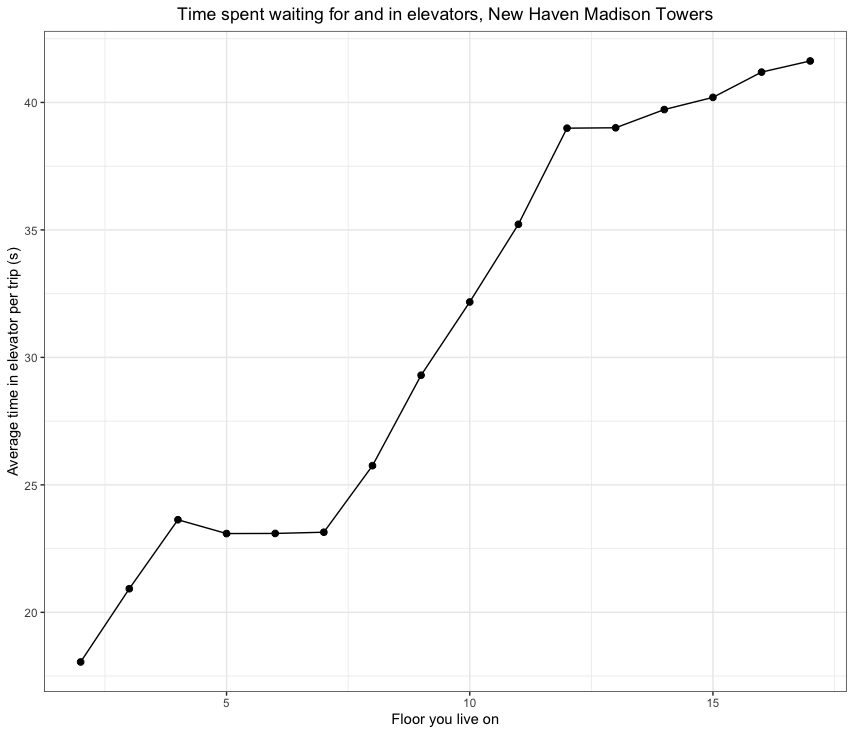 Time spent waiting for and in elevators, New Haven Madison Towers
Average time in elevator per trip (s)
40
35
30
25
20
5
10
15
Floor you live on